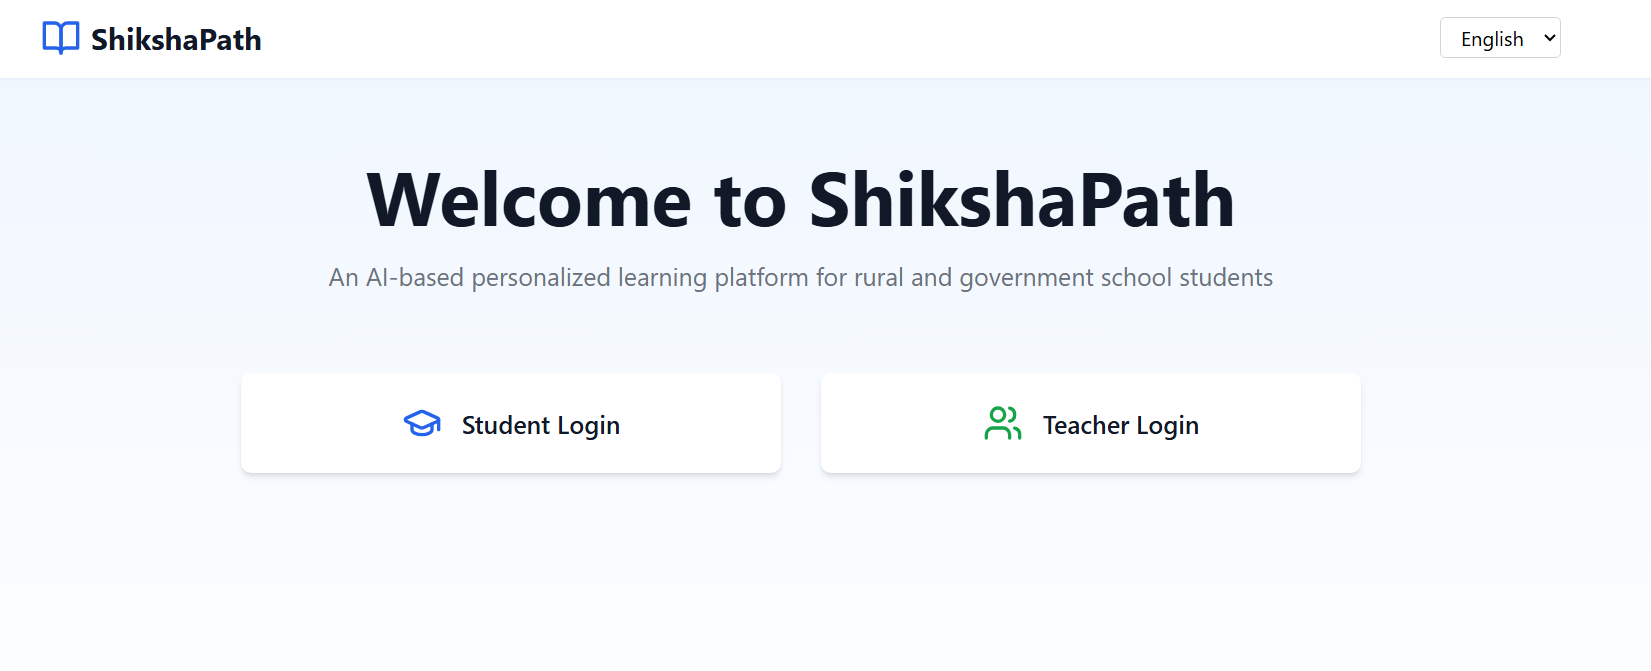 ShikshaPath
English
Welcome to ShikshaPath
An AI-based personalized learning platform for rural and government school students
Student Login
Teacher Login